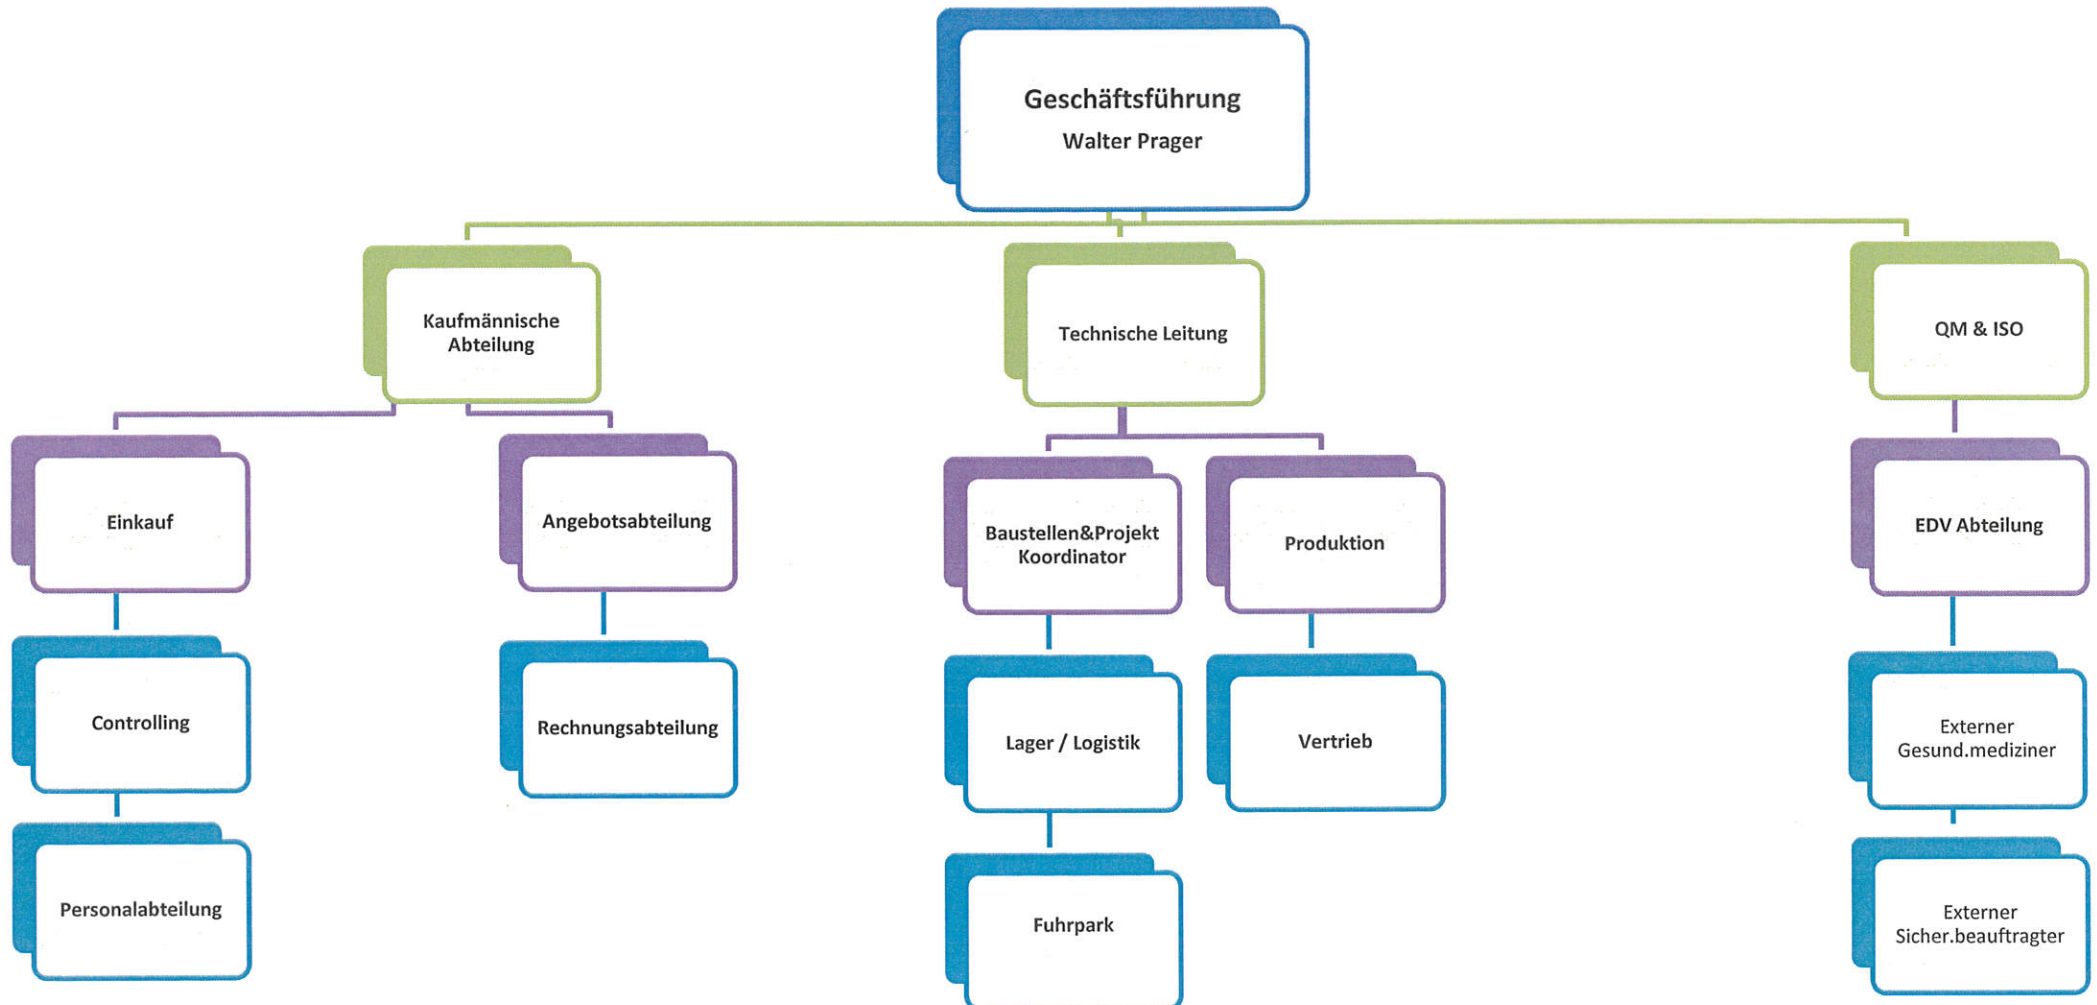 Geschäftsführung
Walter Prager
Kaufmännische
Abteilung
Technische Leitung
QM & ISO
Einkauf
Angebotsabteilung
Baustellen&Projekt
Koordinator
Produktion
EDV Abteilung
Controlling
Rechnungsabteilung
Lager / Logistik
Vertrieb
Externer
Gesund.mediziner
Personalabteilung
Fuhrpark
Externer
Sicher.beauftragter